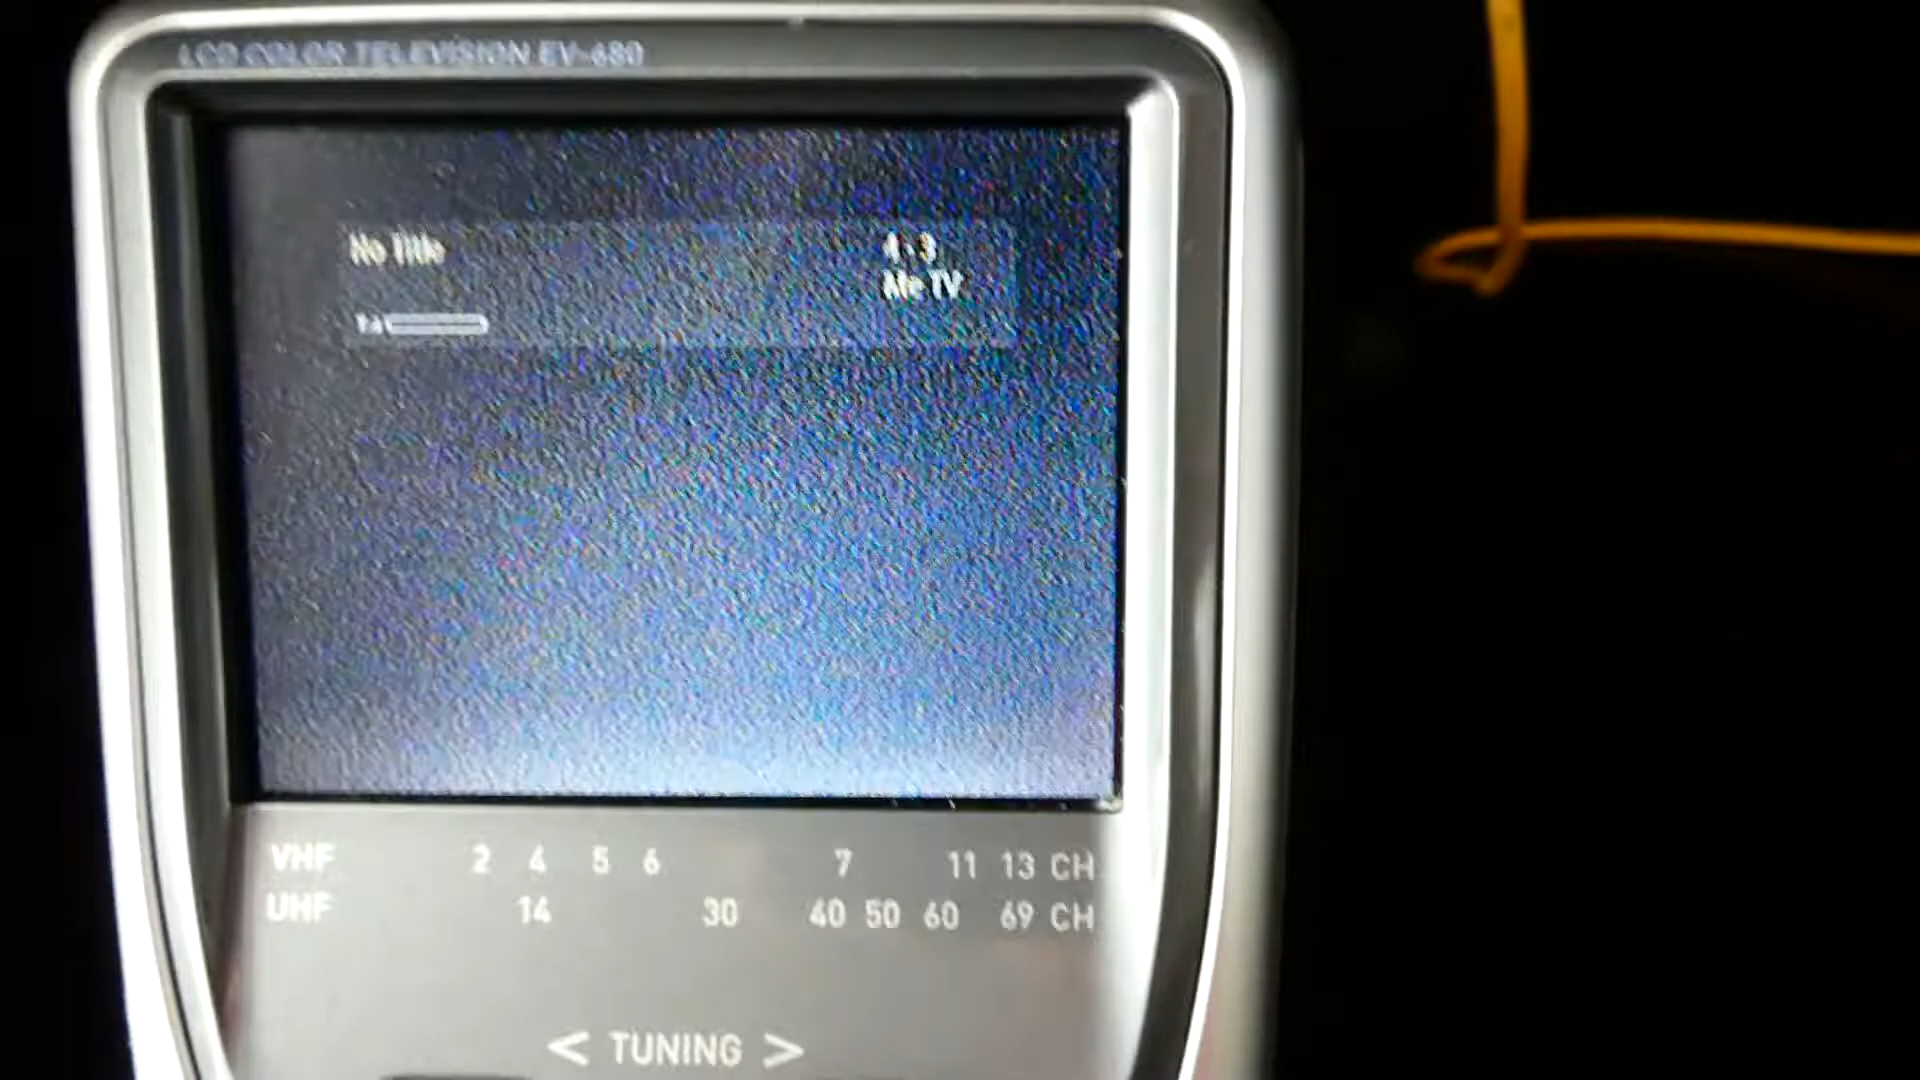 LCD COLOR TELEVISION EV-680
No Title
4:3
Me TV
VHF 2 4 5 6 7 11 13 CH
UHF 14 30 40 50 60 69 CH
< TUNING >